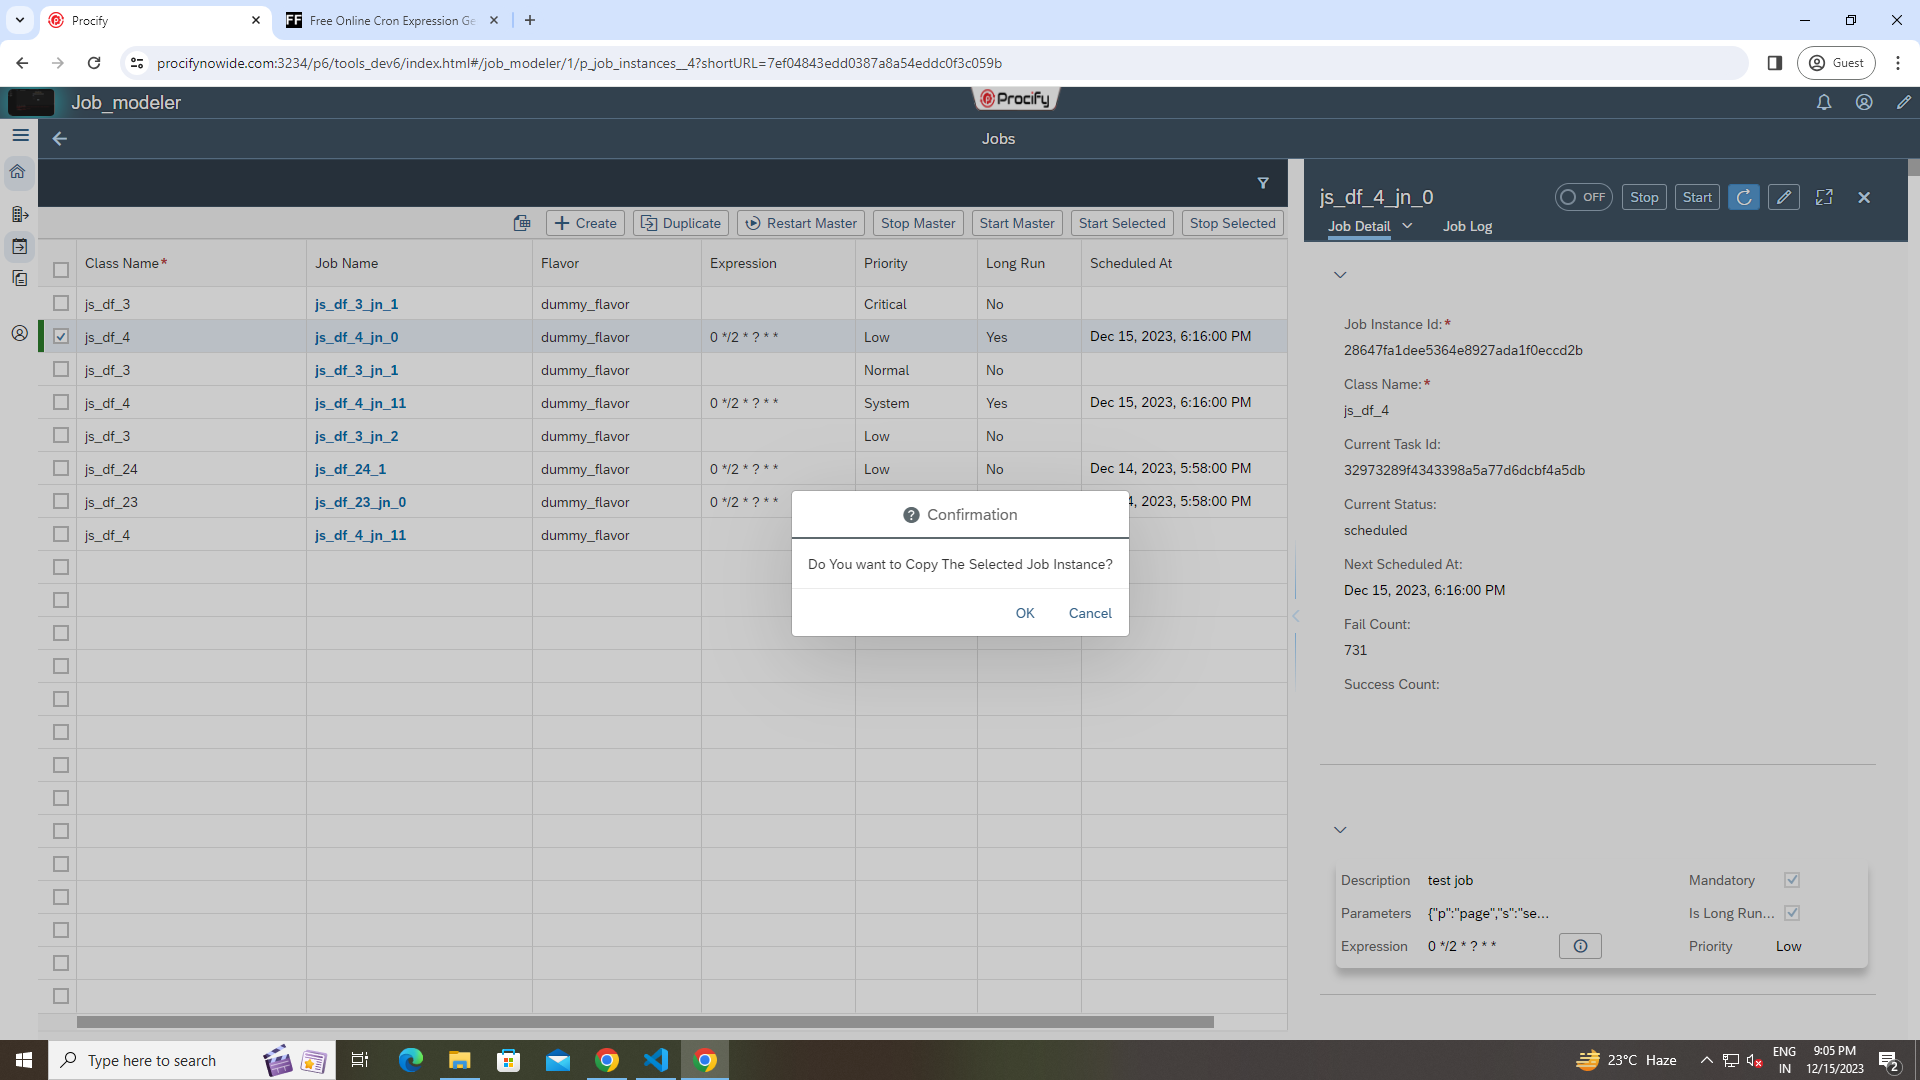 Procify
Free Online Cron Expression Ge
procifynowide.com:3234/p6/tools_dev6/index.html#/job_modeler/1/p_job_instances__4?shortURL=7ef04843edd0387a8a54eddc0f3c059b
Guest
Job_modeler
Procify
Jobs
js_df_4_jn_0
OFF
Stop
Start
Create
Duplicate
Restart Master
Stop Master
Start Master
Start Selected
Stop Selected
Job Detail
Job Log
Class Name*
Job Name
Flavor
Expression
Priority
Long Run
Scheduled At
js_df_3 js_df_3_jn_1 dummy_flavor Critical No
js_df_4 js_df_4_jn_0 dummy_flavor 0 */2 * ? * * Low Yes Dec 15, 2023, 6:16:00 PM
js_df_3 js_df_3_jn_1 dummy_flavor Normal No
js_df_4 js_df_4_jn_11 dummy_flavor 0 */2 * ? * * System Yes Dec 15, 2023, 6:16:00 PM
js_df_3 js_df_3_jn_2 dummy_flavor Low No
js_df_24 js_df_24_1 dummy_flavor 0 */2 * ? * * Low No Dec 14, 2023, 5:58:00 PM
js_df_23 js_df_23_jn_0 dummy_flavor 0 */2 * ? * * 4, 2023, 5:58:00 PM
js_df_4 js_df_4_jn_11 dummy_flavor
Confirmation
Do You want to Copy The Selected Job Instance?
OK
Cancel
Job Instance Id:*
28647fa1dee5364e8927ada1f0eccd2b
Class Name:*
js_df_4
Current Task Id:
32973289f4343398a5a77d6dcbf4a5db
Current Status:
scheduled
Next Scheduled At:
Dec 15, 2023, 6:16:00 PM
Fail Count:
731
Success Count:
Description test job Mandatory
Parameters {"p":"page","s":"se... Is Long Run...
Expression 0 */2 * ? * * Priority Low
Type here to search
23°C Haze
ENG
IN
9:05 PM
12/15/2023
2